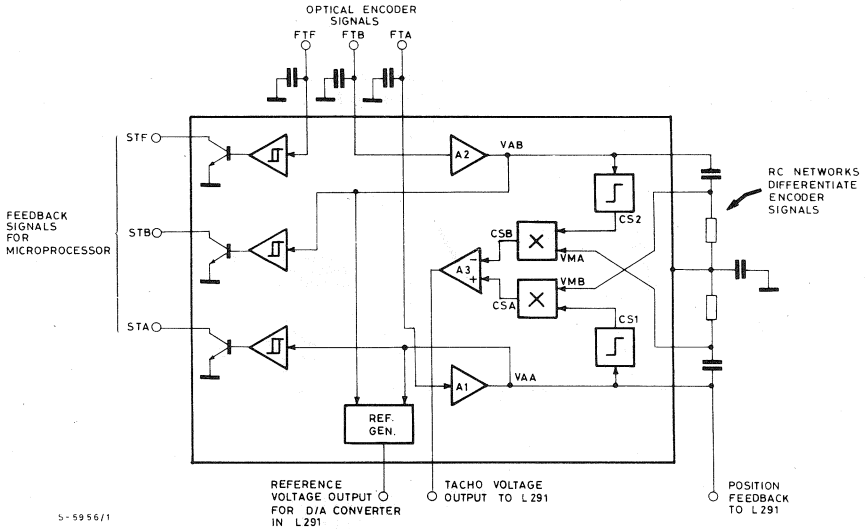 OPTICAL ENCODER
SIGNALS
FTF
FTB
FTA
STF
STB
STA
FEEDBACK
SIGNALS
FOR
MICROPROCESSOR
A2
VAB
CS2
CSB
VMA
A3
-
+
VMB
CSA
CS1
A1
VAA
REF.
GEN.
RC NETWORKS
DIFFERENTIATE
ENCODER
SIGNALS
REFERENCE
VOLTAGE OUTPUT
FOR D/A CONVERTER
IN L291
TACHO VOLTAGE
OUTPUT TO L291
POSITION
FEEDBACK
TO L291
S-5956/1